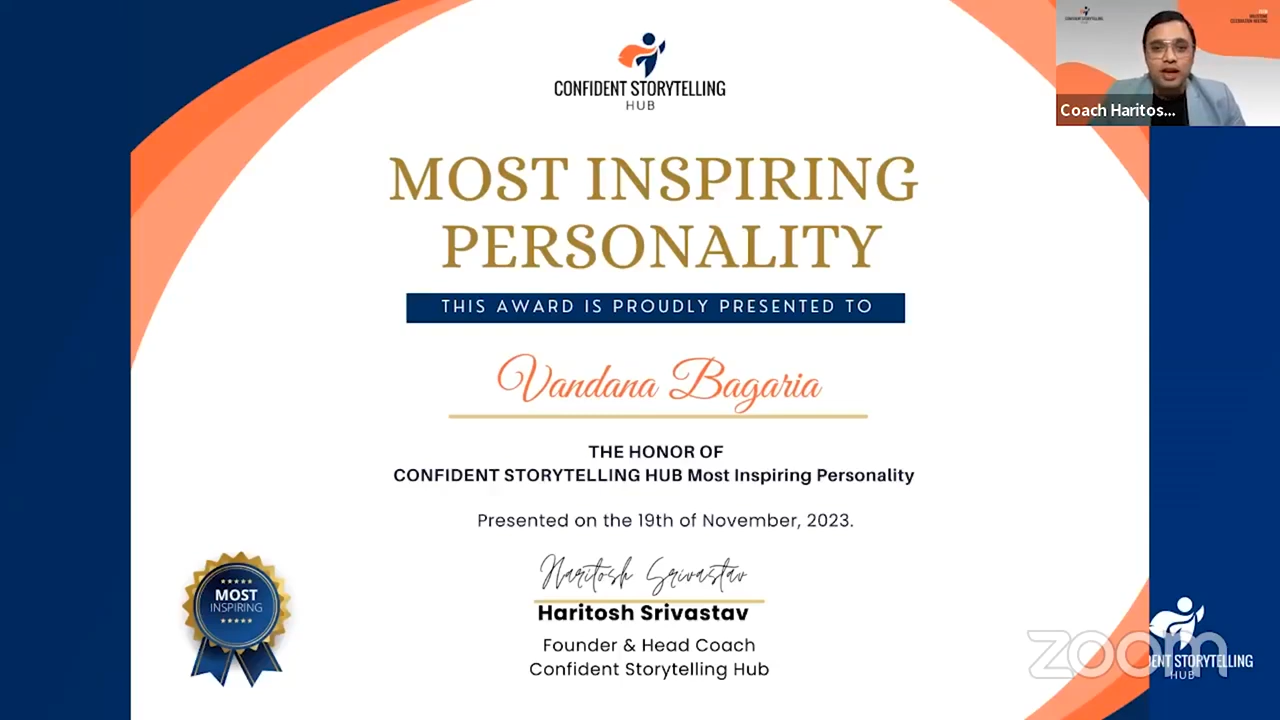 CONFIDENT STORYTELLING
HUB
MOST INSPIRING
PERSONALITY
THIS AWARD IS PROUDLY PRESENTED TO
Vandana Bagaria
THE HONOR OF
CONFIDENT STORYTELLING HUB Most Inspiring Personality
Presented on the 19th of November, 2023.
Haritosh Srivastav
Haritosh Srivastav
Founder & Head Coach
Confident Storytelling Hub
MOST
INSPIRING
Coach Haritos...
zoom
ENT STORYTELLING
HUB